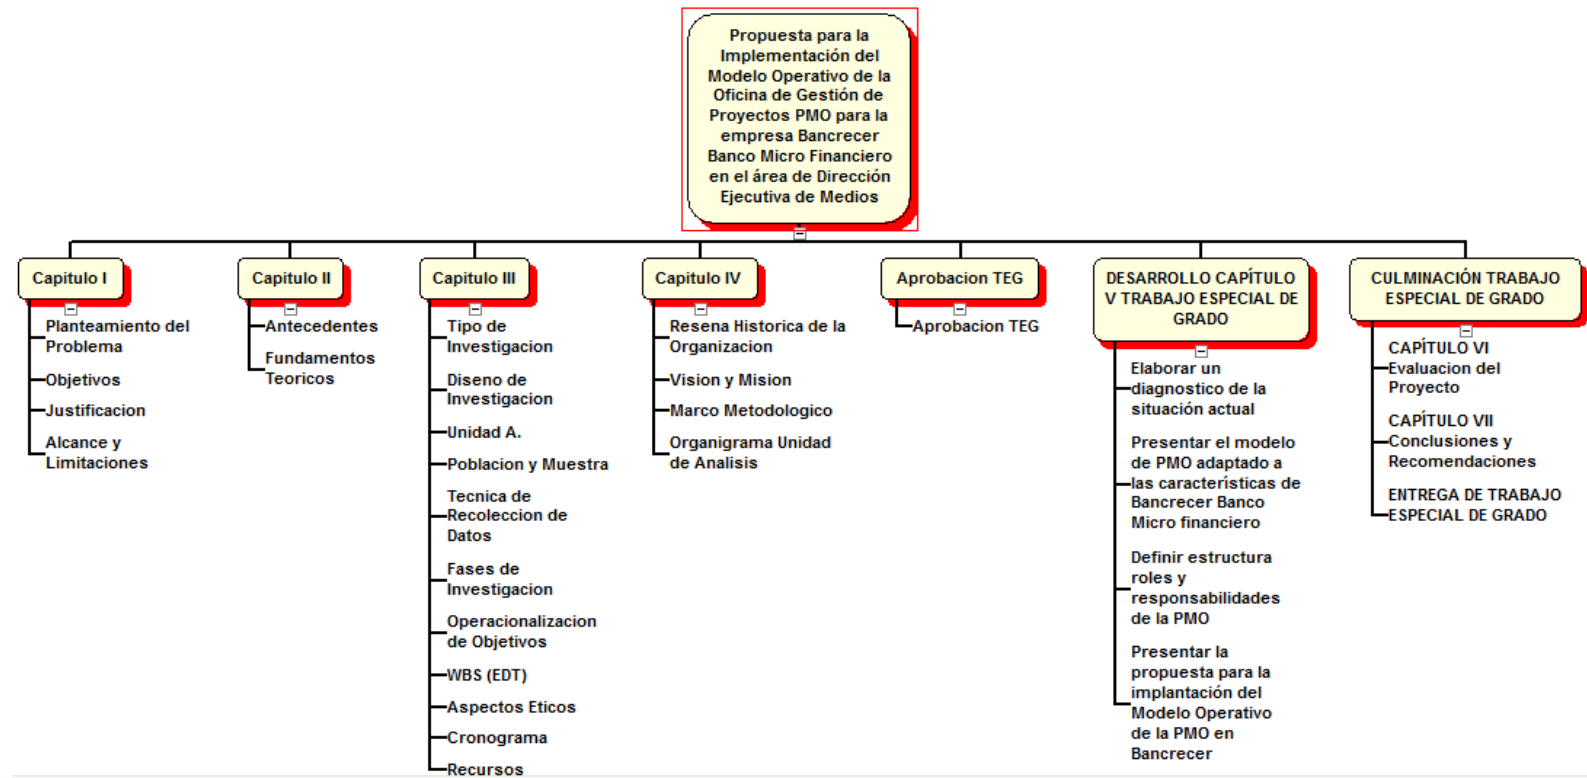 Propuesta para la
Implementación del
Modelo Operativo de la
Oficina de Gestión de
Proyectos PMO para la
empresa Bancrecer
Banco Micro Financiero
en el área de Dirección
Ejecutiva de Medios
Capitulo I
Planteamiento del
Problema
Objetivos
Justificacion
Alcance y
Limitaciones
Capitulo II
Antecedentes
Fundamentos
Teoricos
Capitulo III
Tipo de
Investigacion
Diseno de
Investigacion
Unidad A.
Poblacion y Muestra
Tecnica de
Recoleccion de
Datos
Fases de
Investigacion
Operacionalizacion
de Objetivos
WBS (EDT)
Aspectos Eticos
Cronograma
Recursos
Capitulo IV
Resena Historica de la
Organizacion
Vision y Mision
Marco Metodologico
Organigrama Unidad
de Analisis
Aprobacion TEG
Aprobacion TEG
DESARROLLO CAPÍTULO
V TRABAJO ESPECIAL DE
GRADO
Elaborar un
diagnostico de la
situación actual
Presentar el modelo
de PMO adaptado a
las características de
Bancrecer Banco
Micro financiero
Definir estructura
roles y
responsabilidades
de la PMO
Presentar la
propuesta para la
implantación del
Modelo Operativo
de la PMO en
Bancrecer
CULMINACIÓN TRABAJO
ESPECIAL DE GRADO
CAPÍTULO VI
Evaluacion del
Proyecto
CAPÍTULO VII
Conclusiones y
Recomendaciones
ENTREGA DE TRABAJO
ESPECIAL DE GRADO